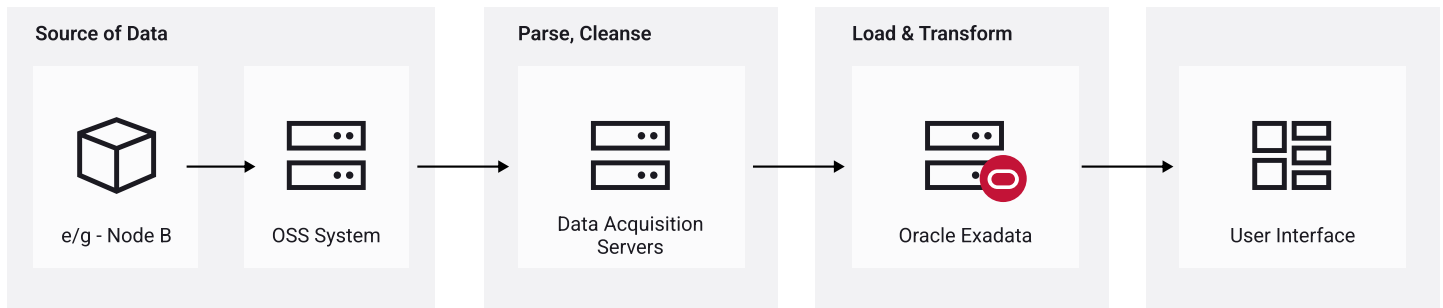 Source of Data
Parse, Cleanse
Load & Transform
e/g - Node B
OSS System
Data Acquisition
Servers
Oracle Exadata
User Interface